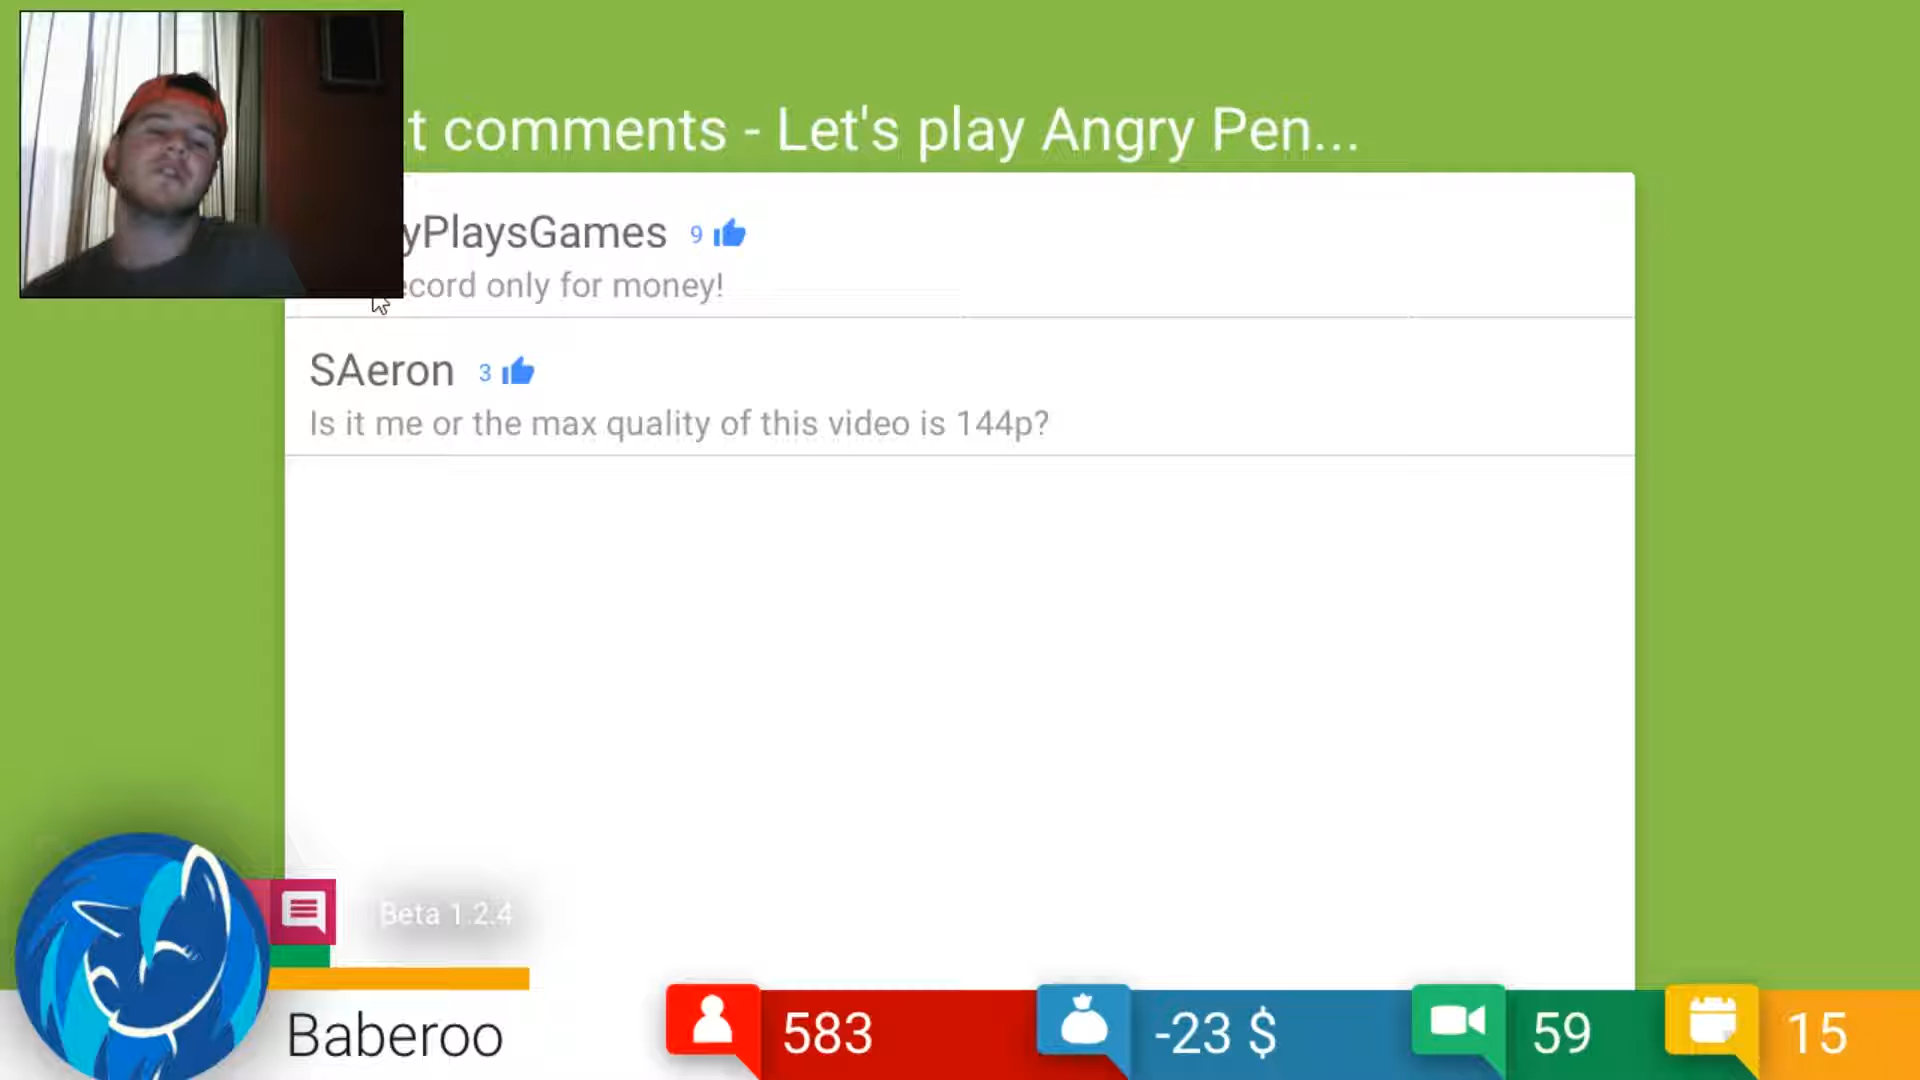 t comments - Let's play Angry Pen...
yPlaysGames 9
ecord only for money!
SAeron 3
Is it me or the max quality of this video is 144p?
Beta 1.2.4
Baberoo 583 -23 $ 59 15